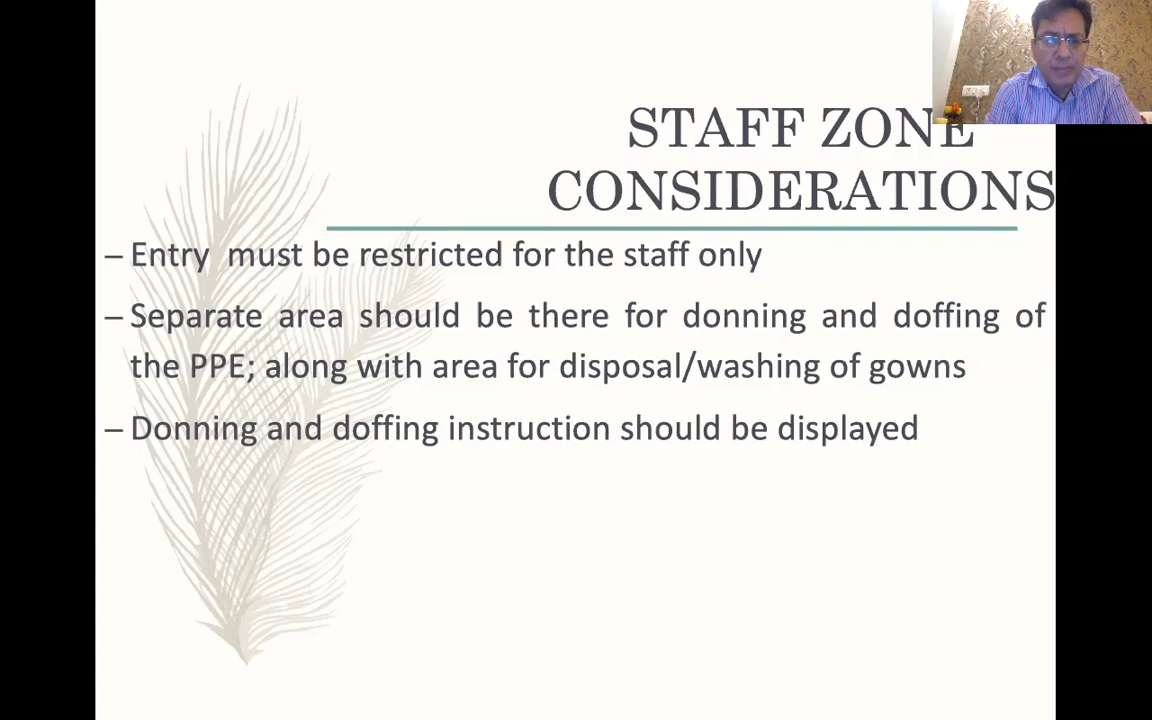 STAFF ZONE
CONSIDERATIONS
– Entry must be restricted for the staff only
– Separate area should be there for donning and doffing of
the PPE; along with area for disposal/washing of gowns
– Donning and doffing instruction should be displayed